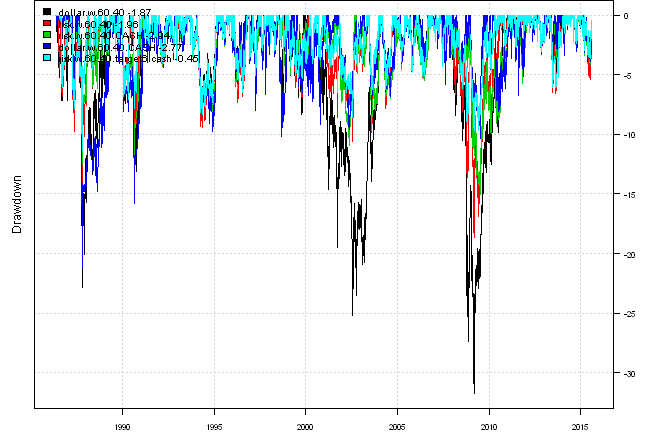 dollar.w.60.40 -1.87
risk.w.60.40 -1.96
risk.w.60.40.CASH -2.94
dollar.w.60.40.CASH -2.77
risk.w.60.40.target5.cash -0.45
Drawdown
0
-5
-10
-15
-20
-25
-30
1990
1995
2000
2005
2010
2015